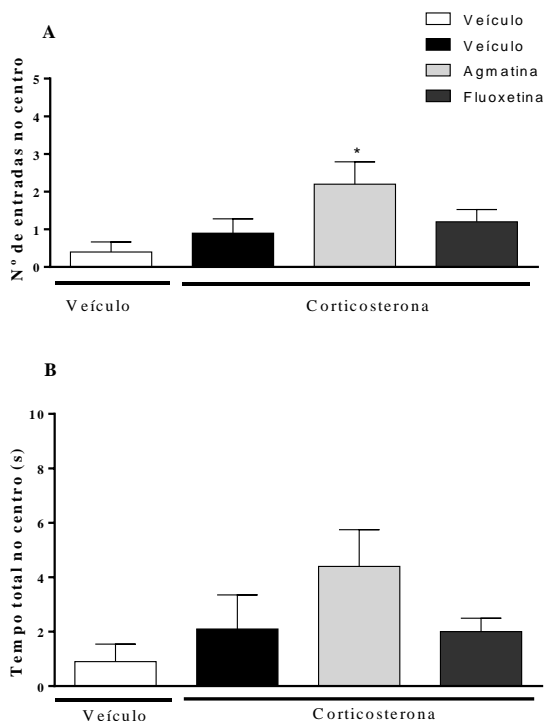 A
Veículo
Veículo
Agmatina
Fluoxetina
Nº de entradas no centro
5
4
3
2
1
0
*
Veículo
Corticosterona
B
Tempo total no centro (s)
10
8
6
4
2
0
Veículo
Corticosterona